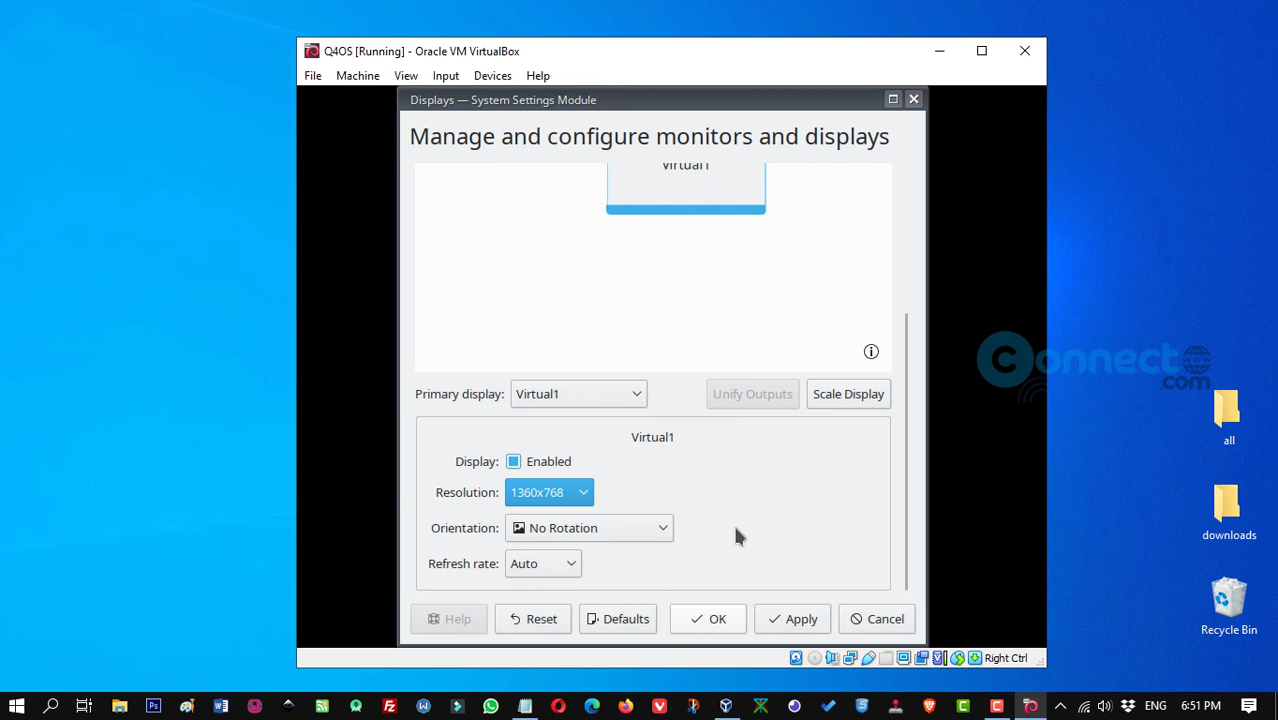 Q4OS [Running] - Oracle VM VirtualBox
File Machine View Input Devices Help
Displays — System Settings Module
Manage and configure monitors and displays
Virtual1
Primary display: Virtual1 Unify Outputs Scale Display
Virtual1
Display: Enabled
Resolution: 1360x768
Orientation: No Rotation
Refresh rate: Auto
Help Reset Defaults OK Apply Cancel
Right Ctrl
connect
.com
all
downloads
Recycle Bin
ENG 6:51 PM